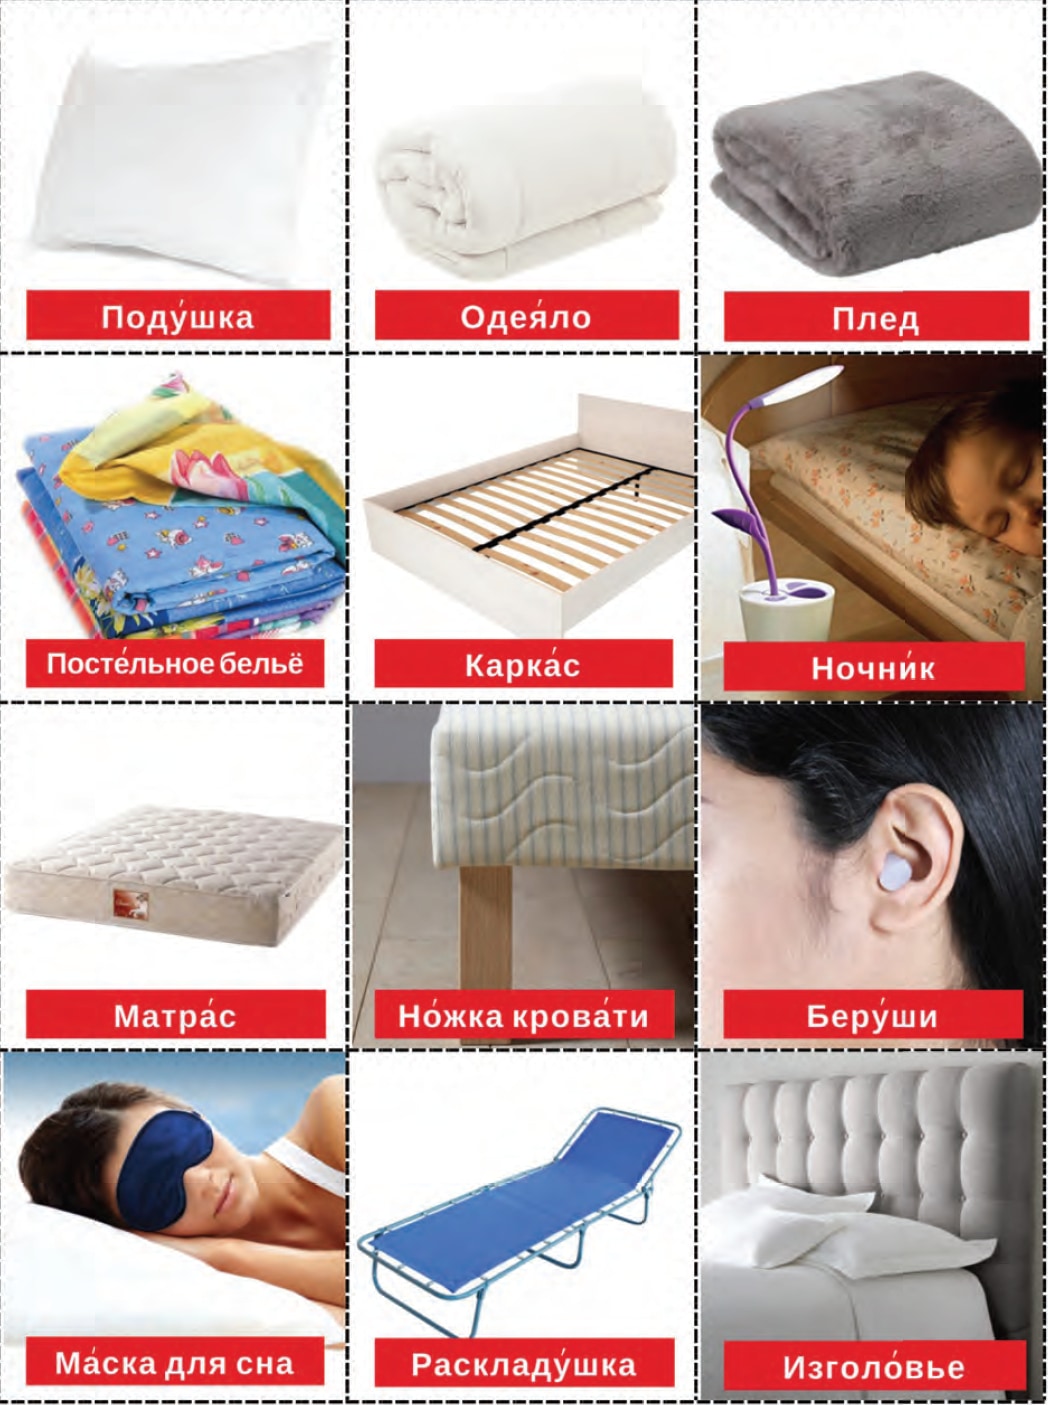 Поду́шка
Одея́ло
Плед
Посте́льное бельё
Карка́с
Ночни́к
Матра́с
Но́жка крова́ти
Беру́ши
Ма́ска для сна
Раскладу́шка
Изголо́вье